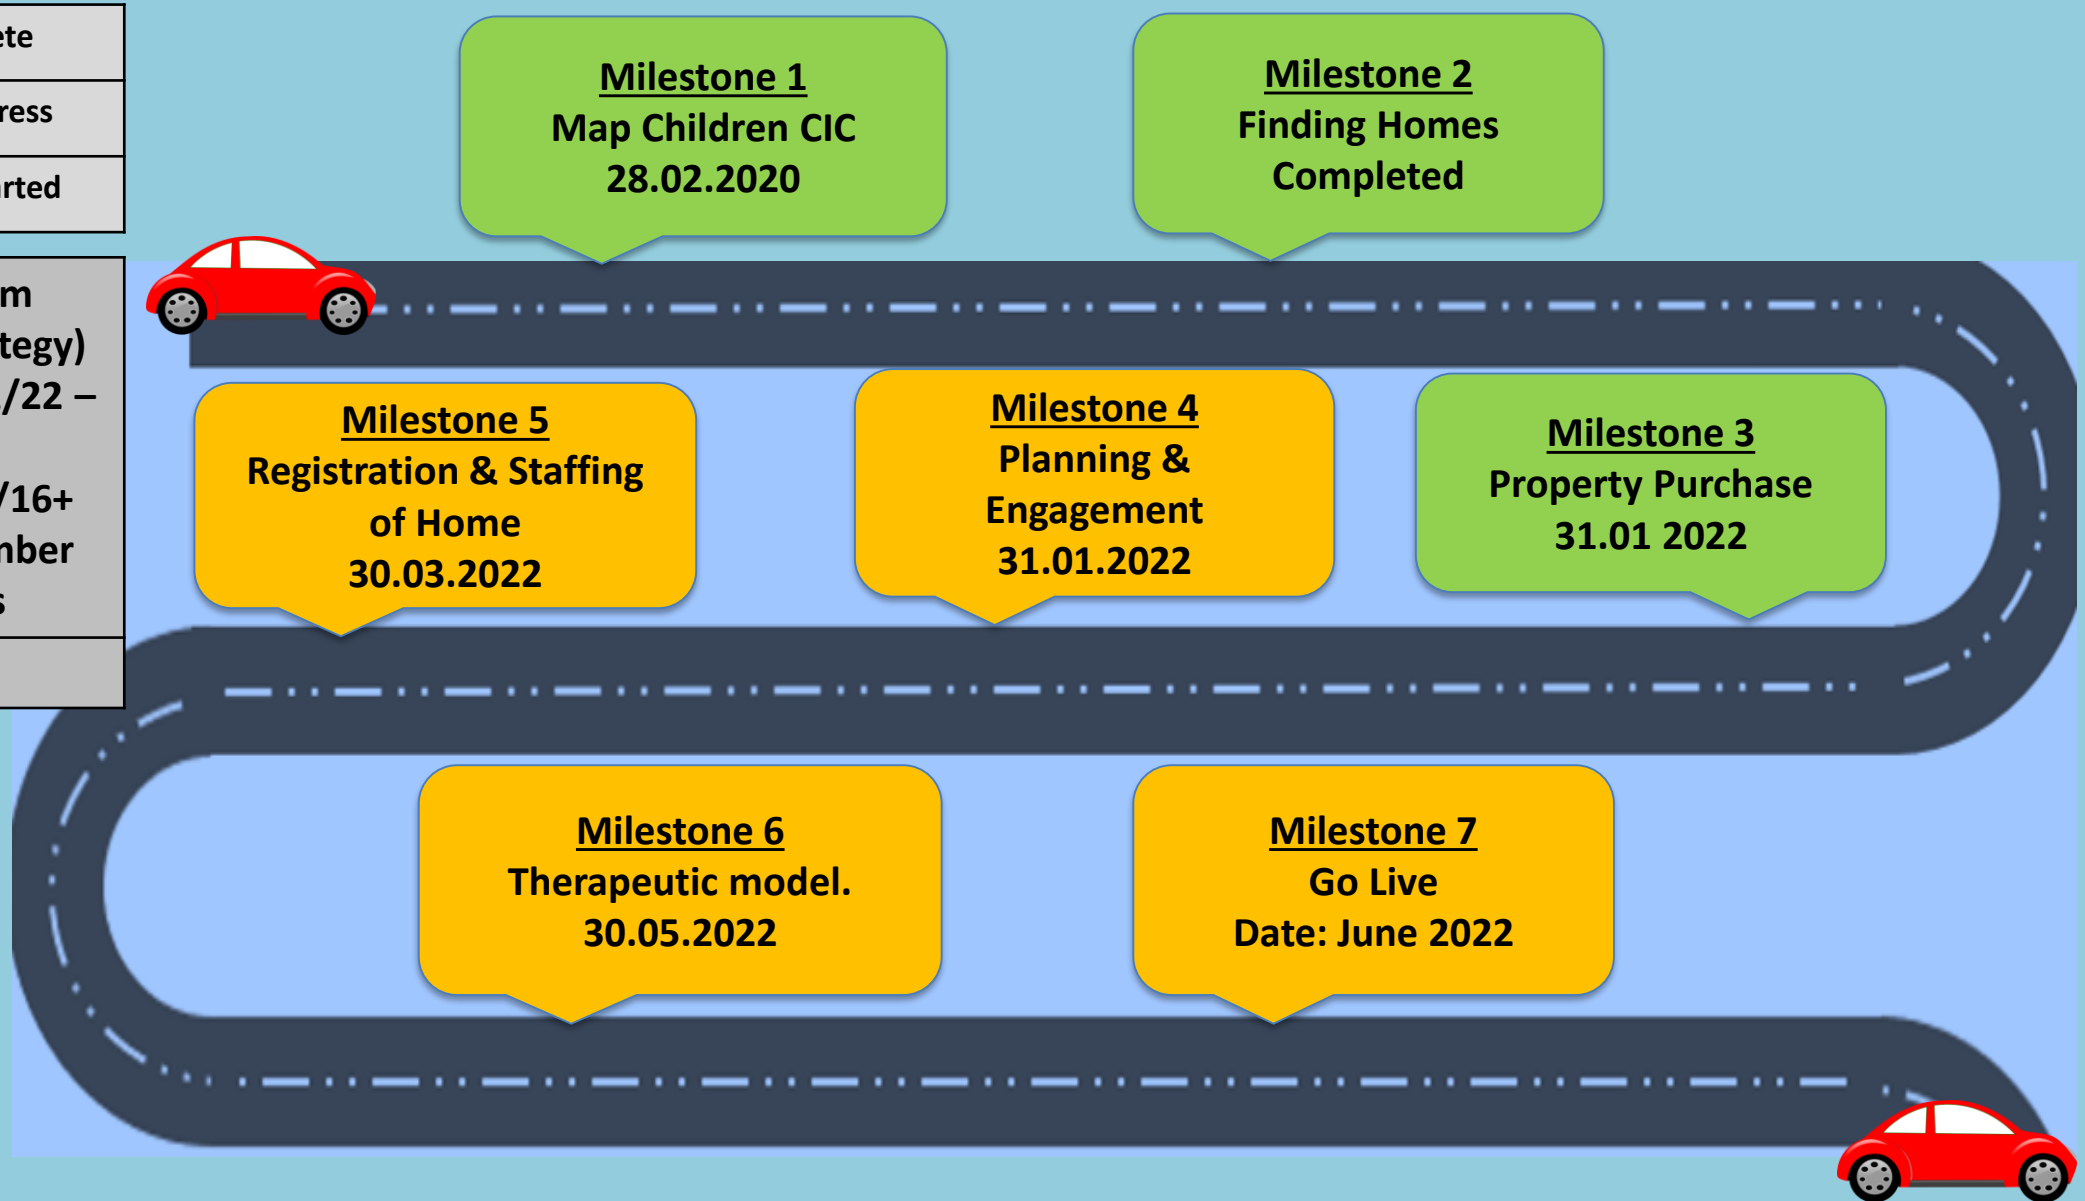 ete
ress
arted
m
tegy)
/22 –
/16+
mber
s
Milestone 1
Map Children CIC
28.02.2020
Milestone 2
Finding Homes
Completed
Milestone 3
Property Purchase
31.01 2022
Milestone 4
Planning &
Engagement
31.01.2022
Milestone 5
Registration & Staffing
of Home
30.03.2022
Milestone 6
Therapeutic model.
30.05.2022
Milestone 7
Go Live
Date: June 2022